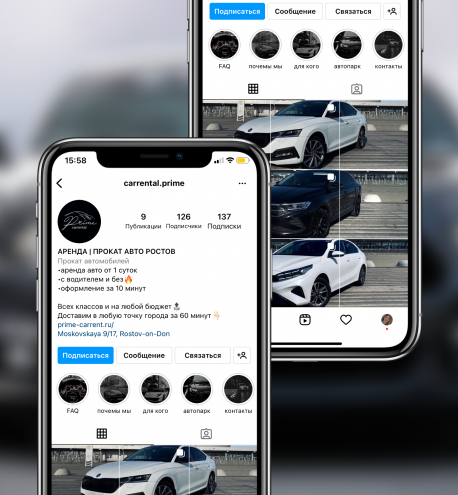 Подписаться Сообщение Связаться
FAQ почемы мы для кого автопарк контакты
15:58
carrental.prime
Prime
carrental
9 126 137
Публикации Подписчики Подписки
АРЕНДА | ПРОКАТ АВТО РОСТОВ
Прокат автомобилей
•аренда авто от 1 суток
•с водителем и без🔥
•оформление за 10 минут
Всех классов и на любой бюджет
Доставим в любую точку города за 60 минут 👇🏻
prime-carrent.ru/
Moskovskaya 9/17, Rostov-on-Don
Подписаться Сообщение Связаться
FAQ почемы мы для кого автопарк контакты